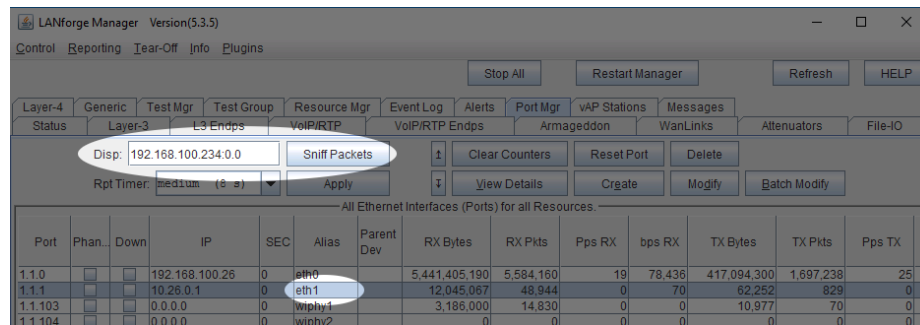 LANforge Manager Version(5.3.5)
Control Reporting Tear-Off Info Plugins
Stop All Restart Manager Refresh HELP
Layer-4 Generic Test Mgr Test Group Resource Mgr Event Log Alerts Port Mgr vAP Stations Messages
Status Layer-3 L3 Endps VoIP/RTP VoIP/RTP Endps Armageddon WanLinks Attenuators File-IO
Disp: 192.168.100.234:0.0 Sniff Packets ↥ Clear Counters Reset Port Delete
Rpt Timer: medium (8 s) Apply ↧ View Details Create Modify Batch Modify
All Ethernet Interfaces (Ports) for all Resources.
Port Phan... Down IP SEC Alias Parent Dev RX Bytes RX Pkts Pps RX bps RX TX Bytes TX Pkts Pps TX
1.1.0 192.168.100.26 0 eth0 5,441,405,190 5,584,160 19 78,436 417,094,300 1,697,238 25
1.1.1 10.26.0.1 0 eth1 12,045,067 48,944 0 70 62,252 829 0
1.1.103 0.0.0.0 0 wiphy1 3,186,000 14,830 0 0 10,977 70 0
1.1.104 0.0.0.0 0 wiphy2 0 0 0 0 0 0 0